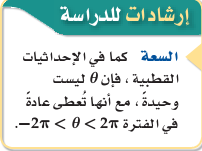 إرشادات للدراسة
السعة كما في الإحداثيات
القطبية ، فإن θ ليست
وحيدةً ، مع أنها تُعطى عادةً
في الفترة −2π < θ < 2π.